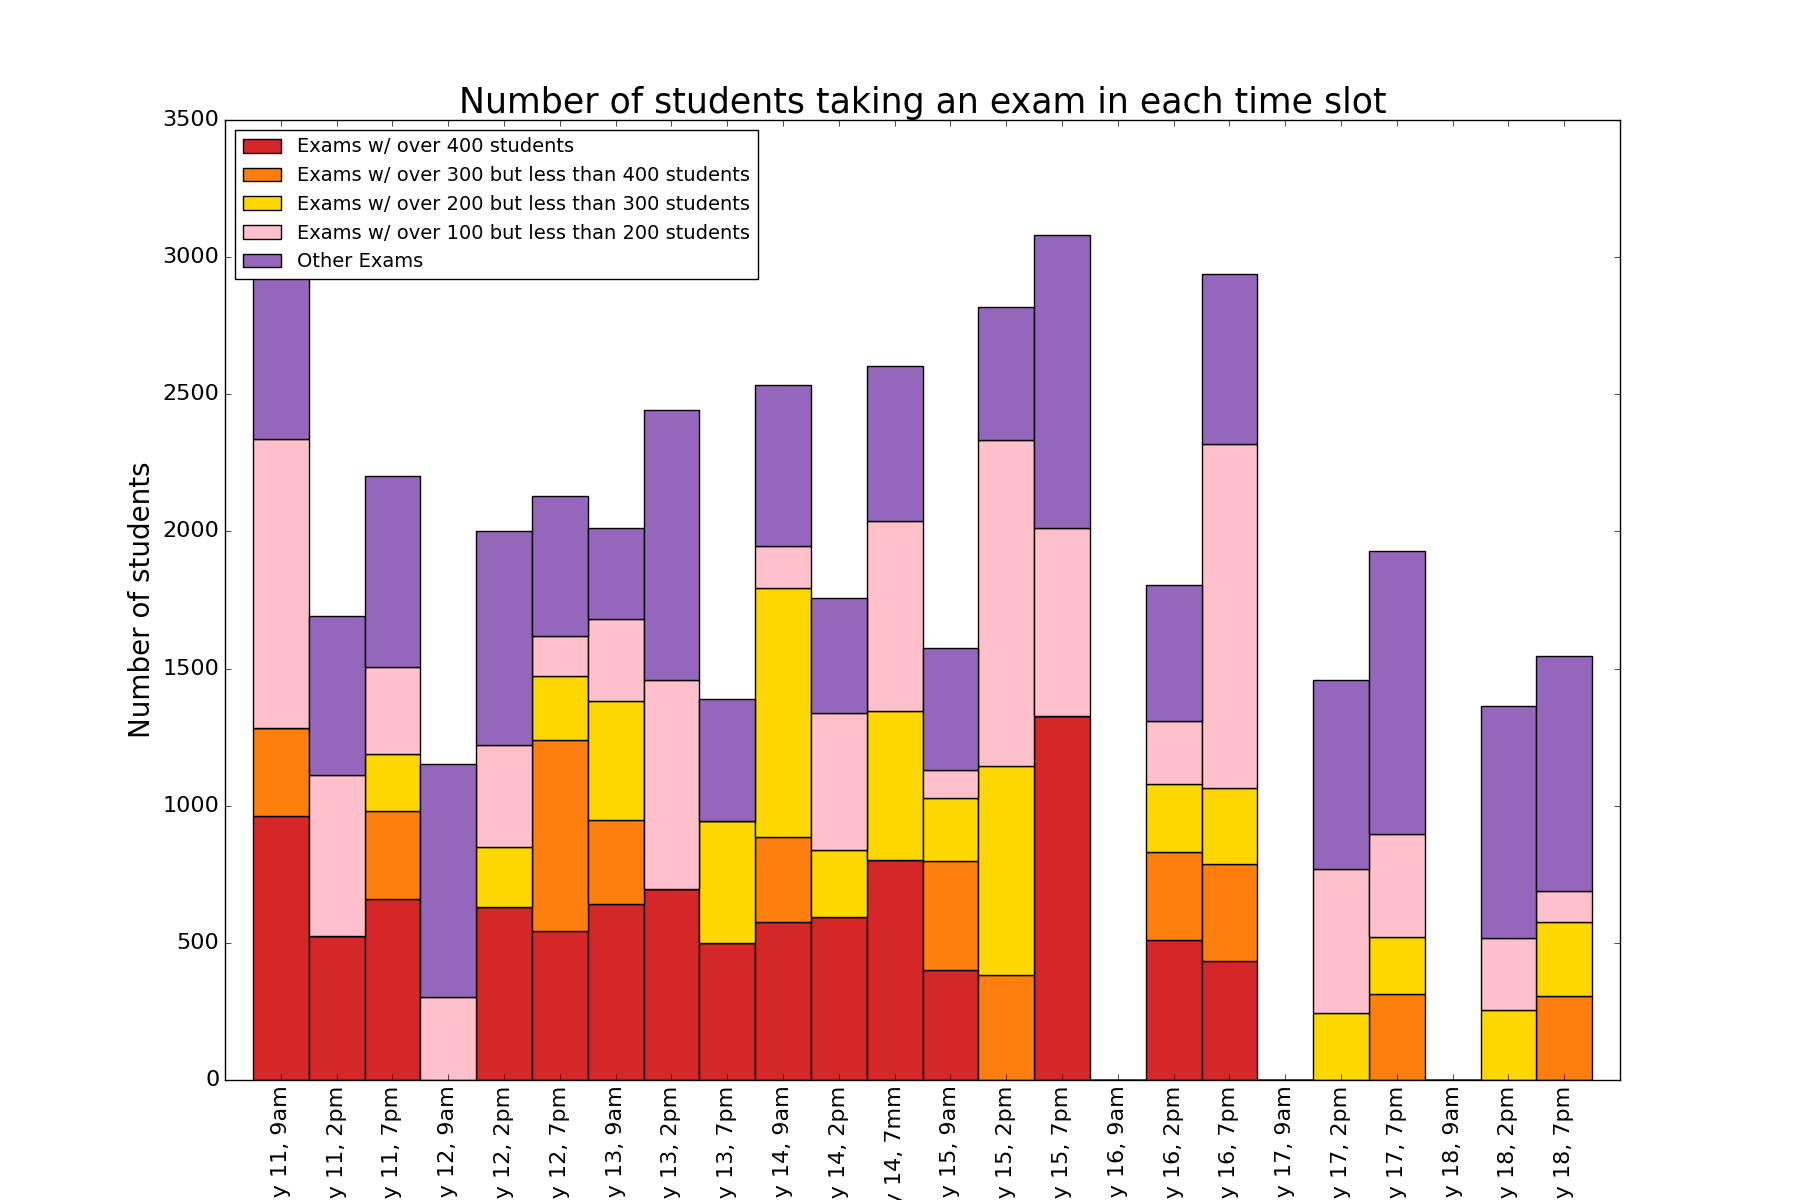 Number of students taking an exam in each time slot
Exams w/ over 400 students
Exams w/ over 300 but less than 400 students
Exams w/ over 200 but less than 300 students
Exams w/ over 100 but less than 200 students
Other Exams
Number of students
3500
3000
2500
2000
1500
1000
500
0
y 11, 9am
y 11, 2pm
y 11, 7pm
y 12, 9am
y 12, 2pm
y 12, 7pm
y 13, 9am
y 13, 2pm
y 13, 7pm
y 14, 9am
y 14, 2pm
y 14, 7mm
y 15, 9am
y 15, 2pm
y 15, 7pm
y 16, 9am
y 16, 2pm
y 16, 7pm
y 17, 9am
y 17, 2pm
y 17, 7pm
y 18, 9am
y 18, 2pm
y 18, 7pm